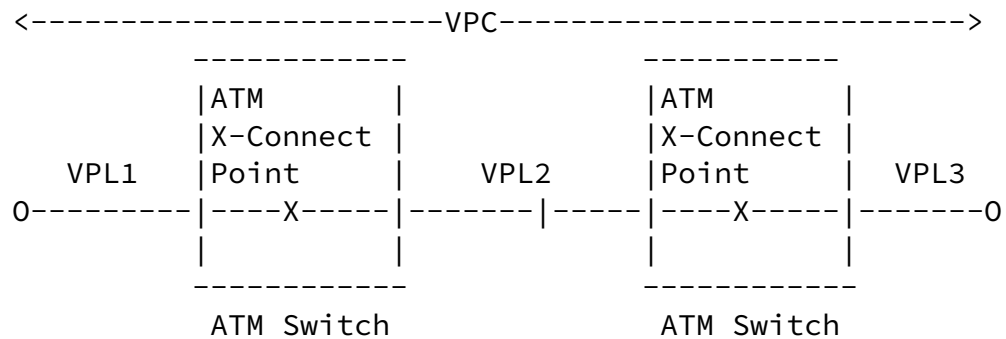 <-----------------------VPC-------------------------->
------------ -----------
|ATM | |ATM |
|X-Connect | |X-Connect |
VPL1 |Point | VPL2 |Point | VPL3
O---------|----X-----|-------|-----|----X-----|-------O
| | | |
------------ ------------
ATM Switch ATM Switch